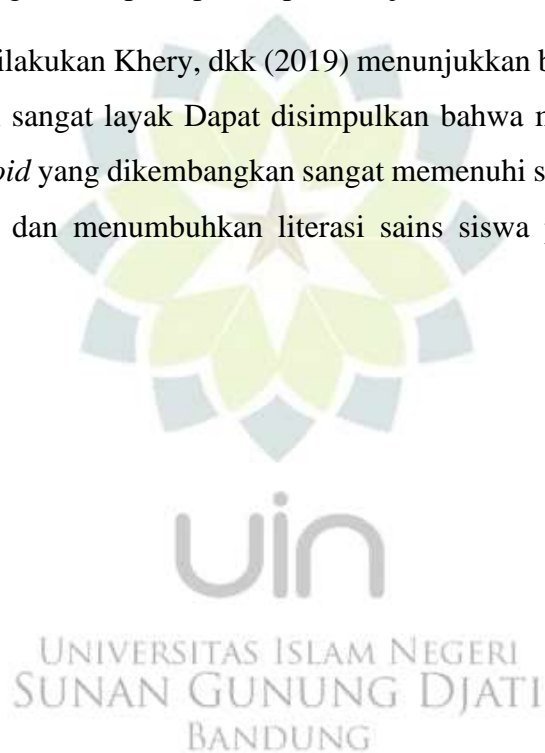 ilakukan Khery, dkk (2019) menunjukkan b
sangat layak Dapat disimpulkan bahwa m
oid yang dikembangkan sangat memenuhi s
dan menumbuhkan literasi sains siswa
uin
UNIVERSITAS ISLAM NEGERI
SUNAN GUNUNG DJATI
BANDUNG